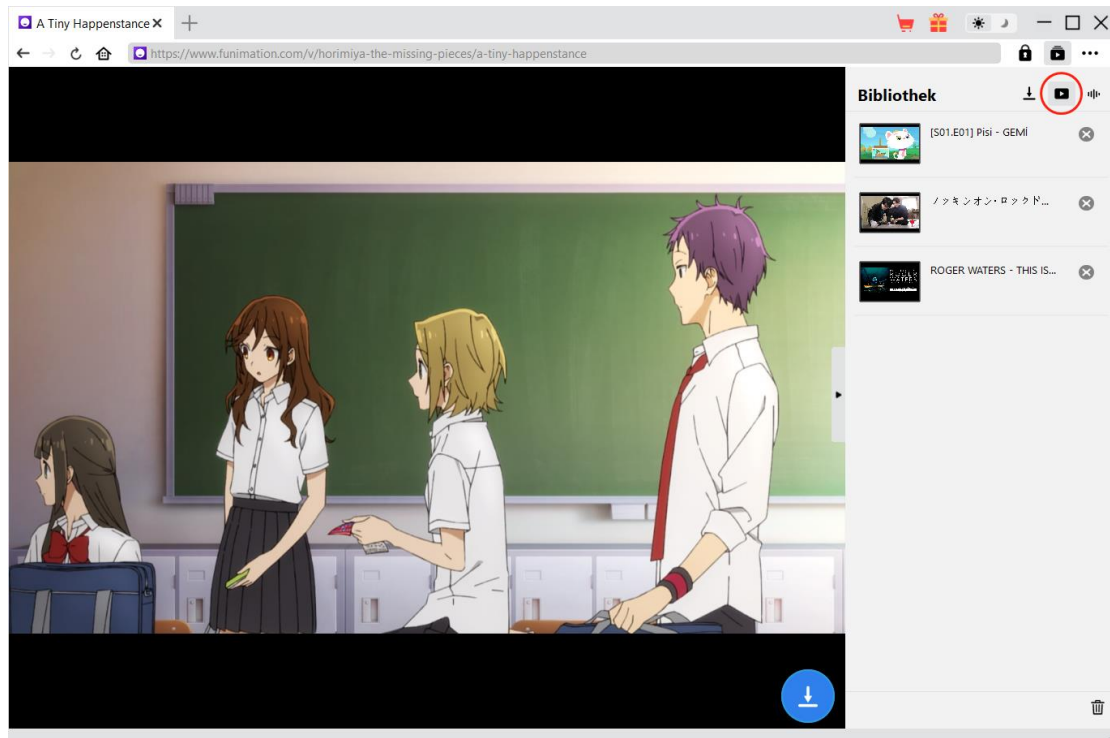 A Tiny Happenstance
https://www.funimation.com/v/horimiya-the-missing-pieces/a-tiny-happenstance
Bibliothek
[S01.E01] Pisi - GEMİ
ノッキンオン・ロックド...
ROGER WATERS - THIS IS...